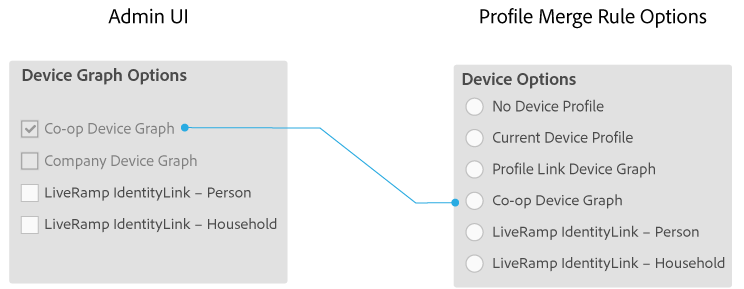 Admin UI
Profile Merge Rule Options
Device Graph Options
Co-op Device Graph
Company Device Graph
LiveRamp IdentityLink – Person
LiveRamp IdentityLink – Household
Device Options
No Device Profile
Current Device Profile
Profile Link Device Graph
Co-op Device Graph
LiveRamp IdentityLink – Person
LiveRamp IdentityLink – Household